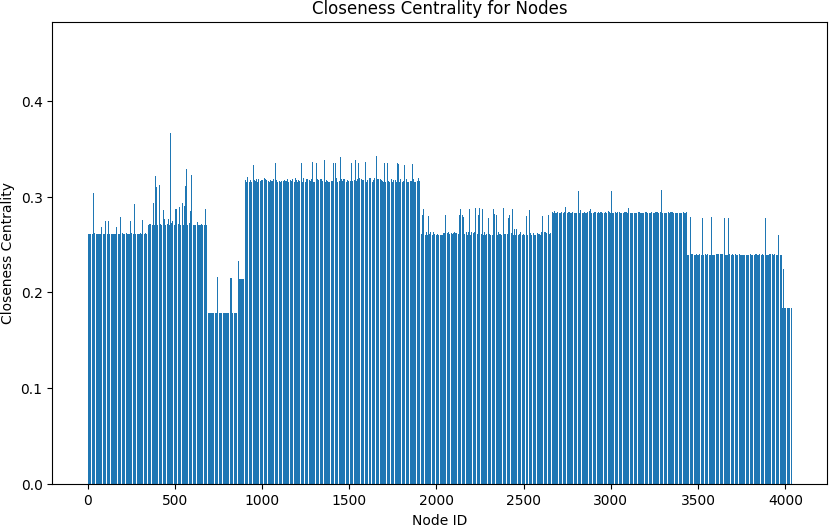 Closeness Centrality for Nodes
Closeness Centrality
0.4
0.3
0.2
0.1
0.0
0 500 1000 1500 2000 2500 3000 3500 4000
Node ID